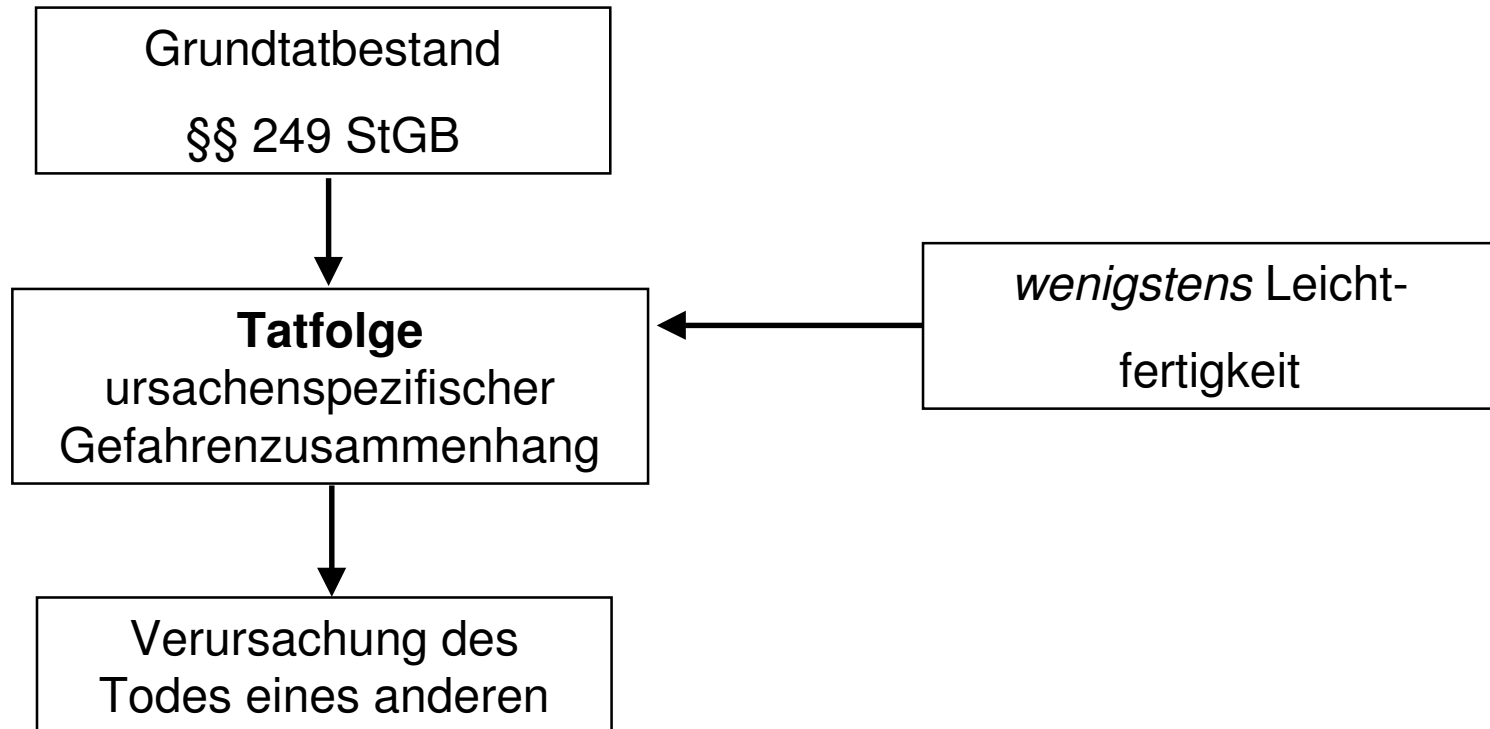 Grundtatbestand
§§ 249 StGB
wenigstens Leicht-
fertigkeit
Tatfolge
ursachenspezifischer
Gefahrenzusammenhang
Verursachung des
Todes eines anderen